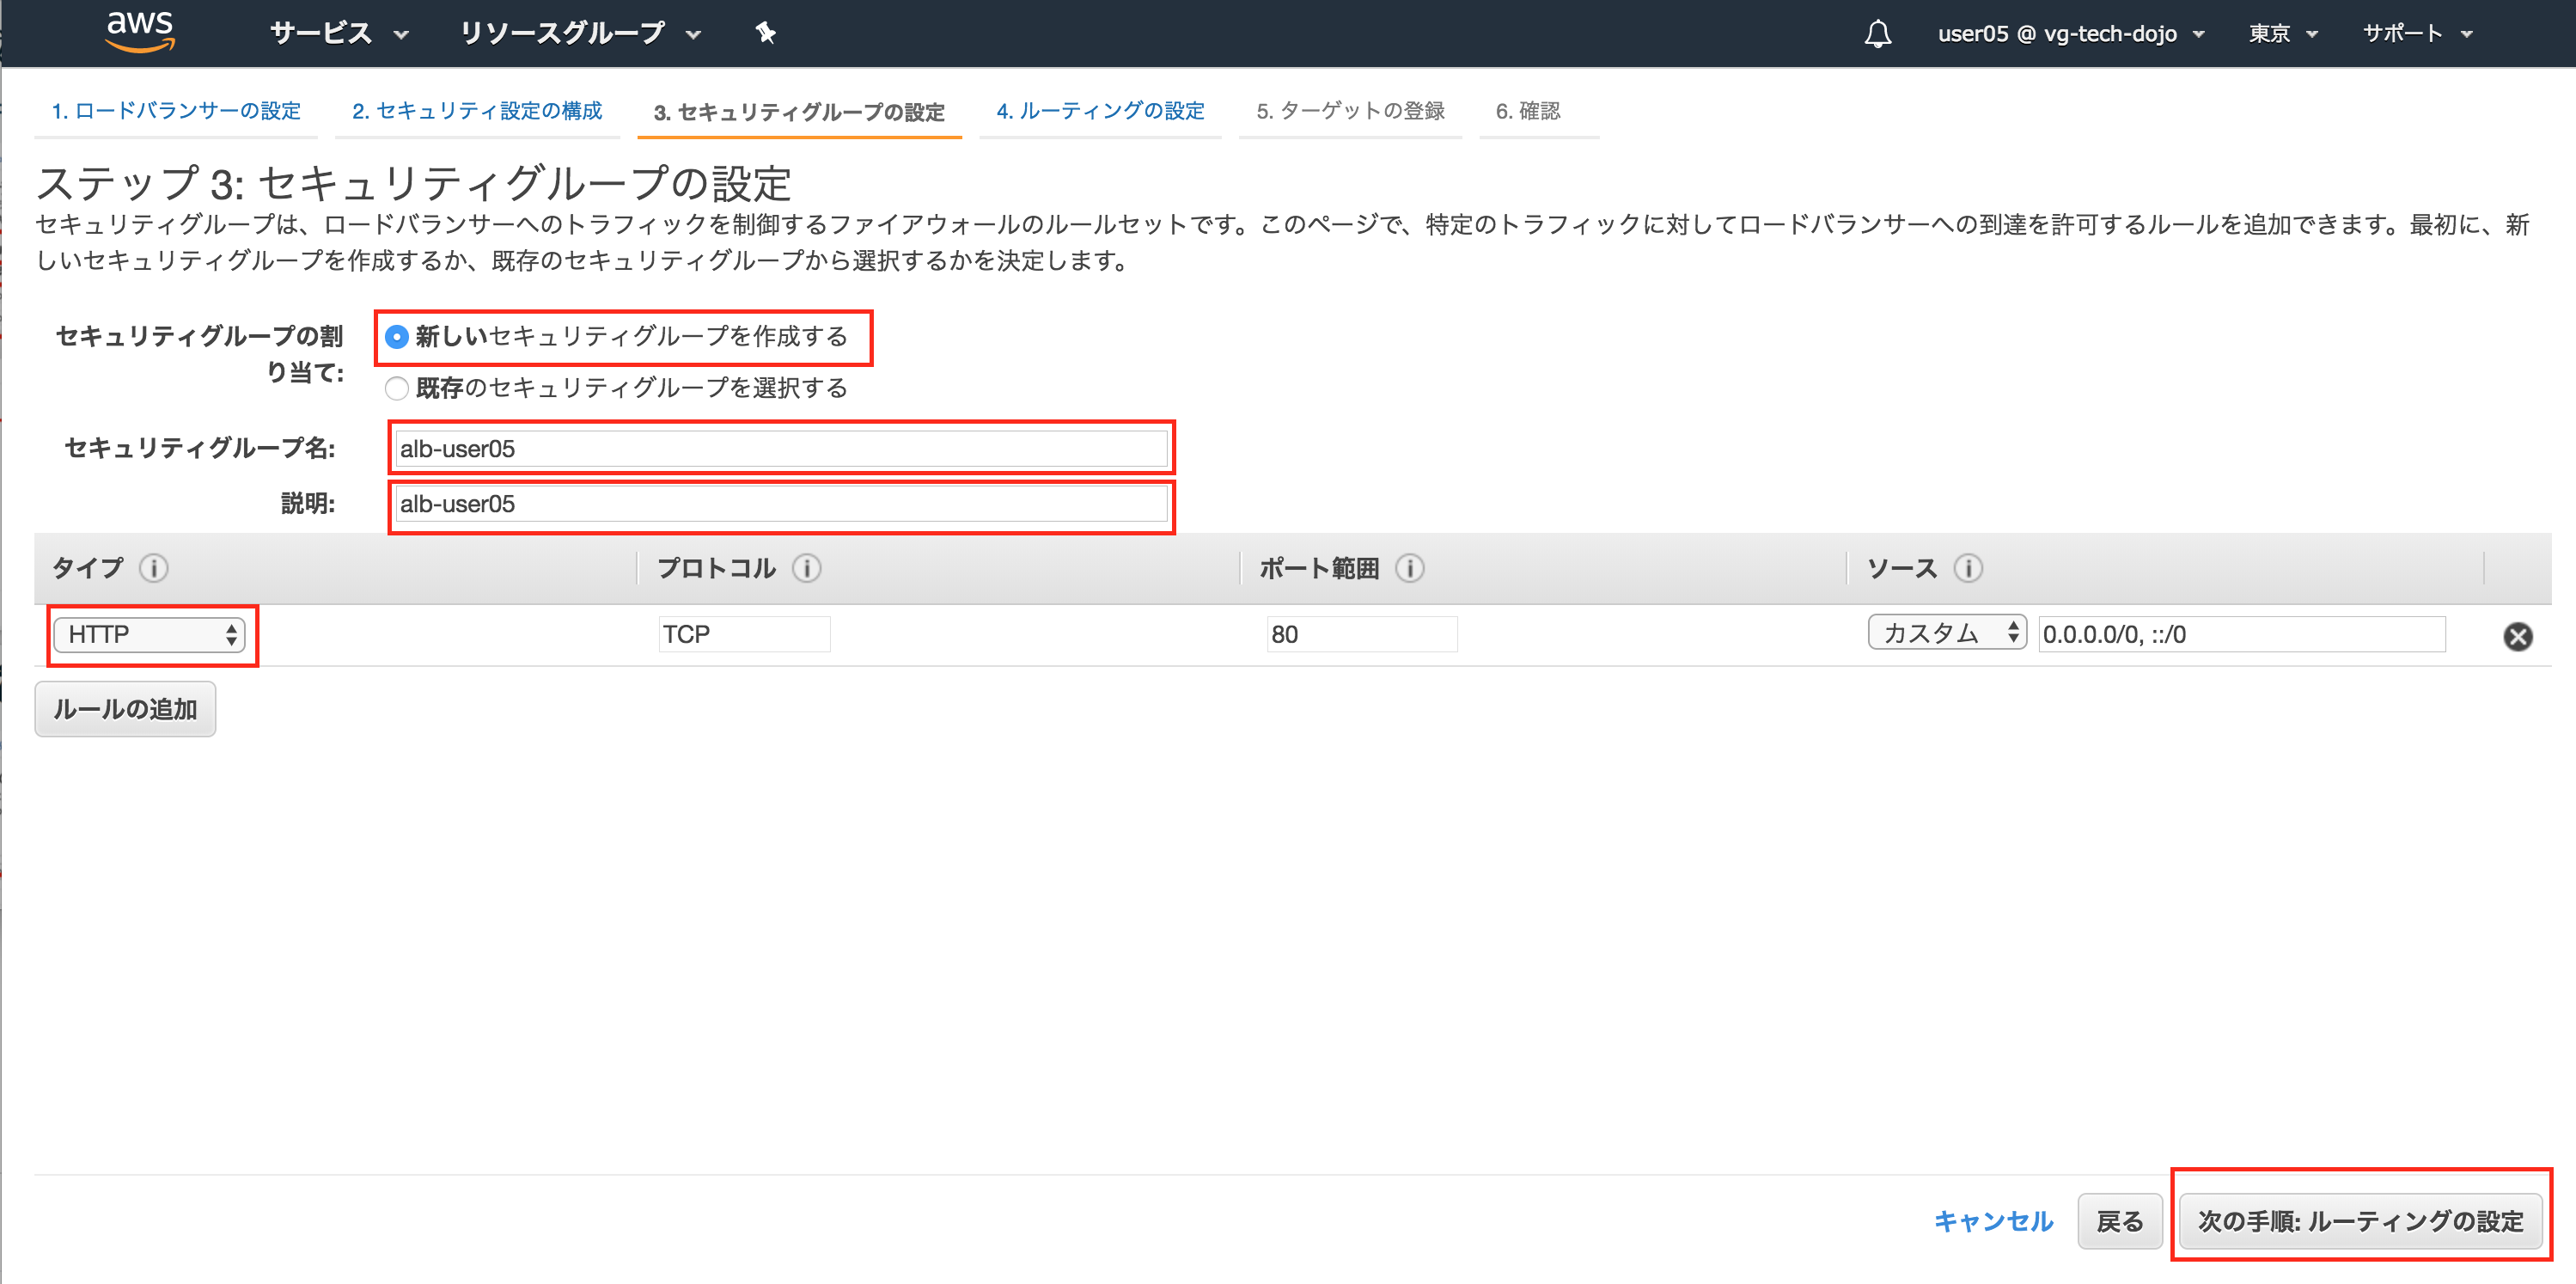 aws サービス リソースグループ user05 @ vg-tech-dojo 東京 サポート
1. ロードバランサーの設定 2. セキュリティ設定の構成 3. セキュリティグループの設定 4. ルーティングの設定 5. ターゲットの登録 6. 確認
ステップ 3: セキュリティグループの設定
セキュリティグループは、ロードバランサーへのトラフィックを制御するファイアウォールのルールセットです。このページで、特定のトラフィックに対してロードバランサーへの到達を許可するルールを追加できます。最初に、新
しいセキュリティグループを作成するか、既存のセキュリティグループから選択するかを決定します。
セキュリティグループの割
り当て:
新しいセキュリティグループを作成する
既存のセキュリティグループを選択する
セキュリティグループ名: alb-user05
説明: alb-user05
タイプ プロトコル ポート範囲 ソース
HTTP TCP 80 カスタム 0.0.0.0/0, ::/0
ルールの追加
キャンセル 戻る 次の手順: ルーティングの設定